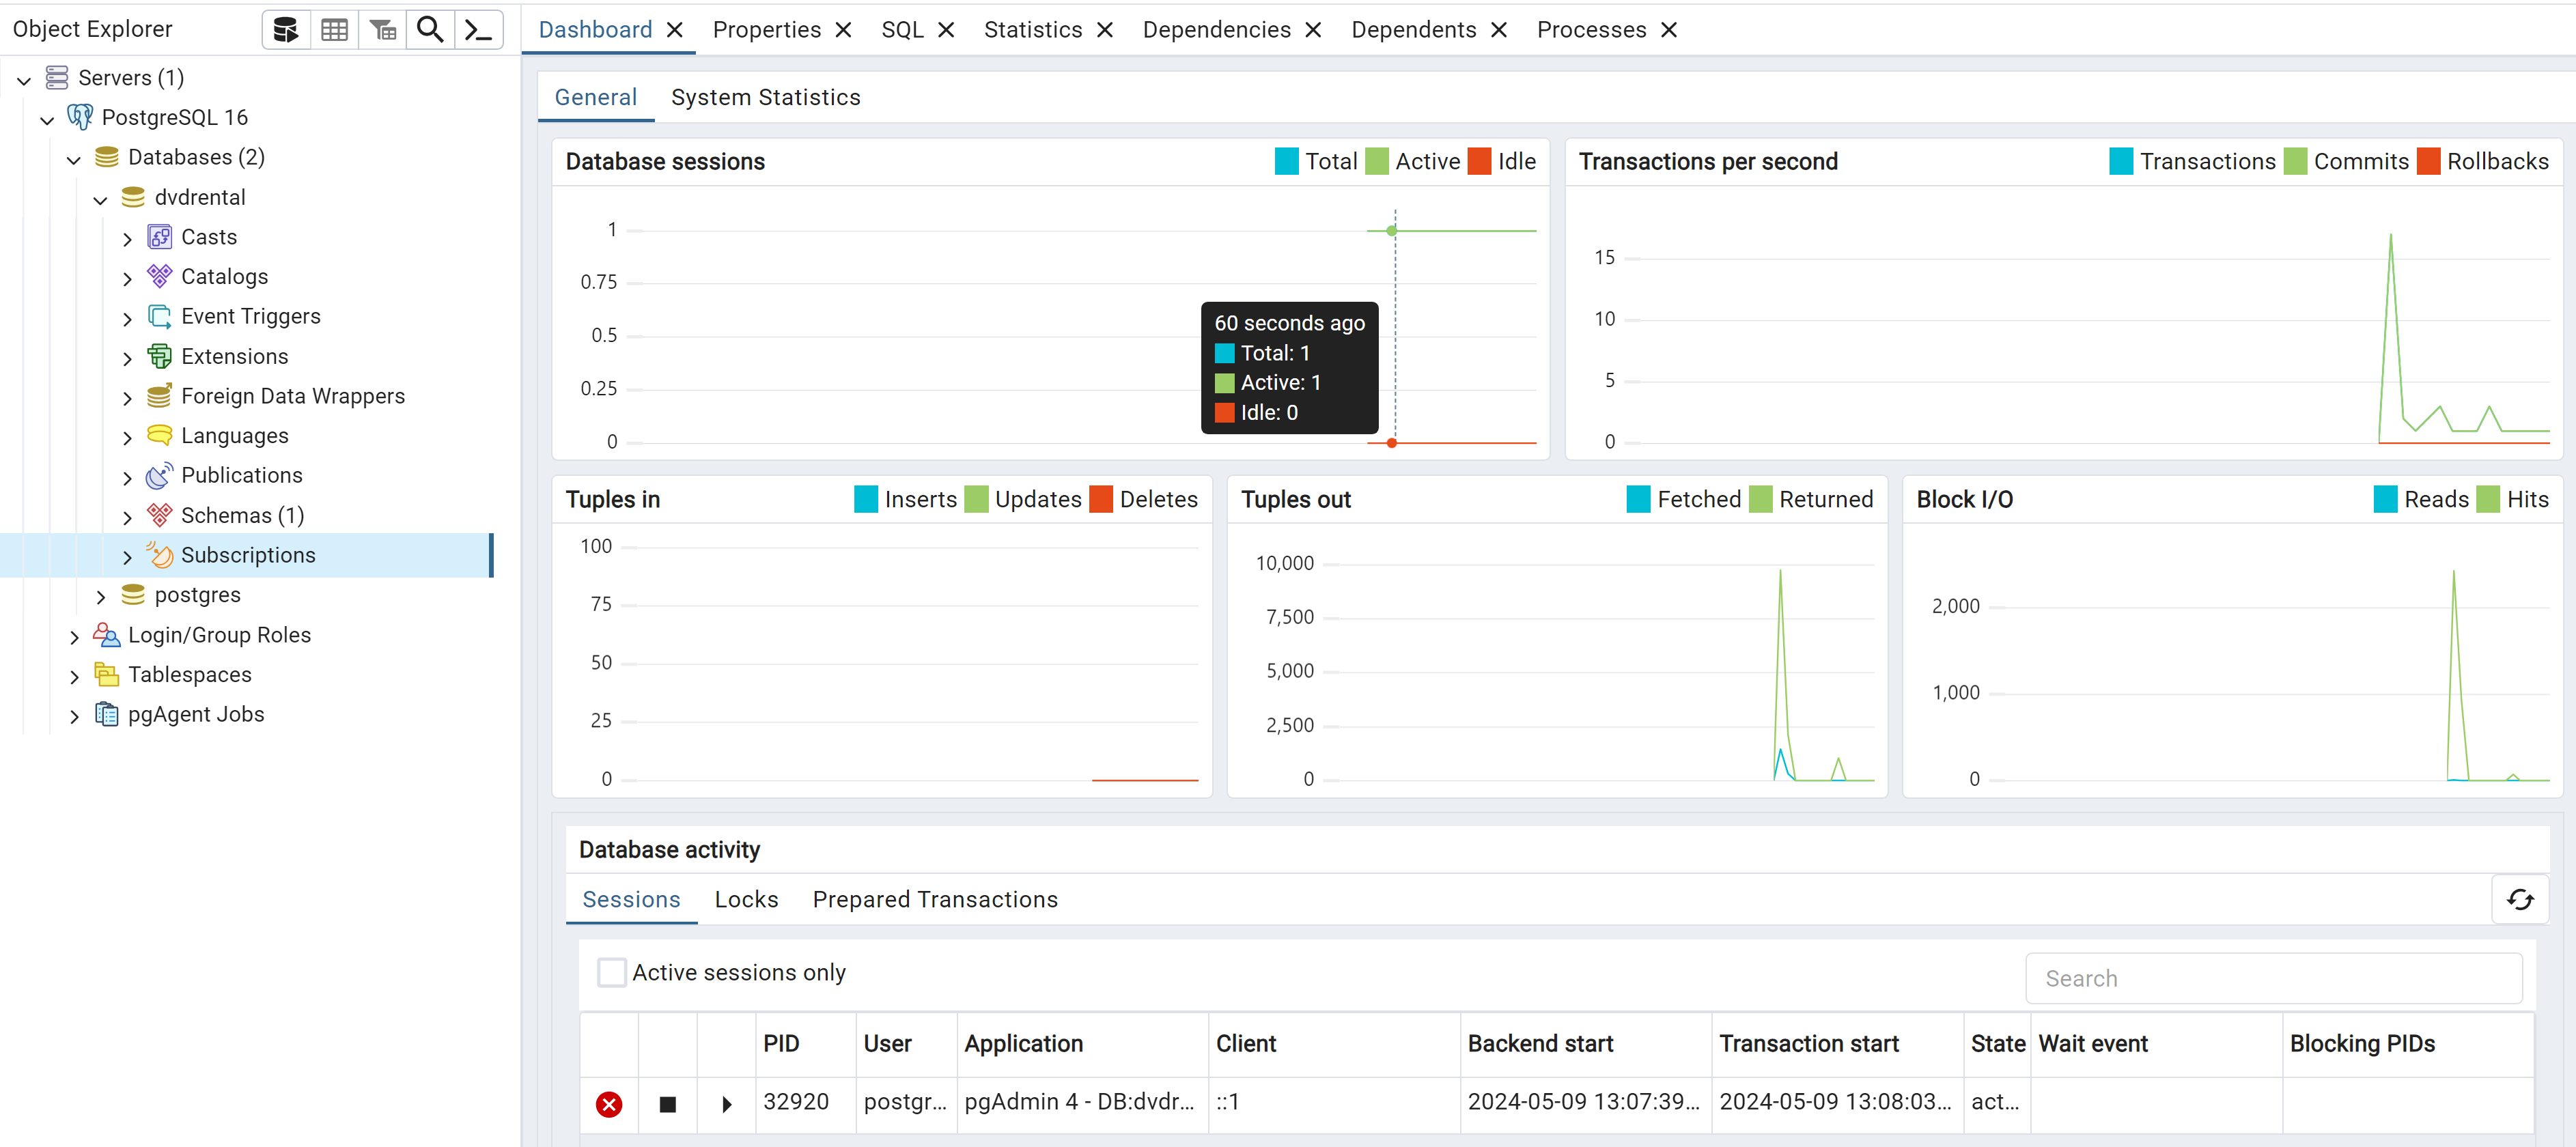 Object Explorer
Servers (1)
PostgreSQL 16
Databases (2)
dvdrental
Casts
Catalogs
Event Triggers
Extensions
Foreign Data Wrappers
Languages
Publications
Schemas (1)
Subscriptions
postgres
Login/Group Roles
Tablespaces
pgAgent Jobs
Dashboard Properties SQL Statistics Dependencies Dependents Processes
General System Statistics
Database sessions Total Active Idle
1
0.75
0.5
0.25
0
60 seconds ago
Total: 1
Active: 1
Idle: 0
Transactions per second Transactions Commits Rollbacks
15
10
5
0
Tuples in Inserts Updates Deletes
100
75
50
25
0
Tuples out Fetched Returned
10,000
7,500
5,000
2,500
0
Block I/O Reads Hits
2,000
1,000
0
Database activity
Sessions Locks Prepared Transactions
Active sessions only Search
PID User Application Client Backend start Transaction start State Wait event Blocking PIDs
32920 postgr... pgAdmin 4 - DB:dvdr... ::1 2024-05-09 13:07:39... 2024-05-09 13:08:03... act...